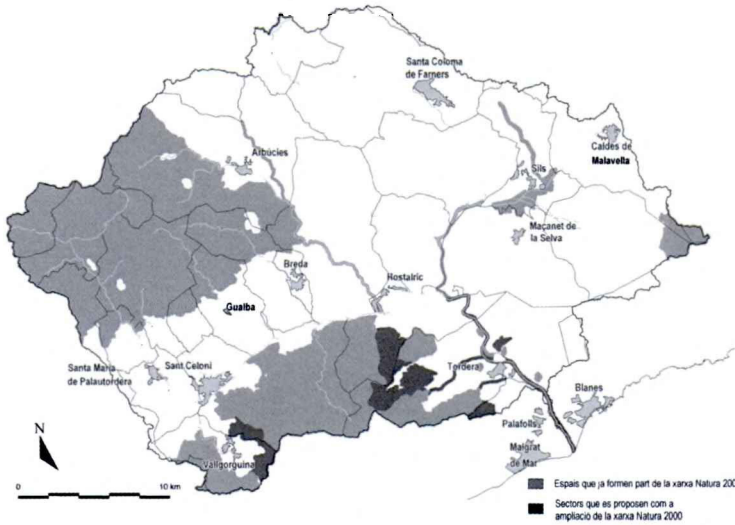 Santa Coloma
de Farners
Caldes de
Malavella
Arbúcies
Sils
Maçanet de
la Selva
Breda
Hostalric
Gualba
Santa Maria
de Palautordera
Sant Celoni
Tordera
Blanes
Palafolls
Malgrat
de Mar
Vallgorguina
N
0
10 km
Espais que ja formen part de la xarxa Natura 200
Sectors que es proposen com a
ampliació de la xarxa Natura 2000